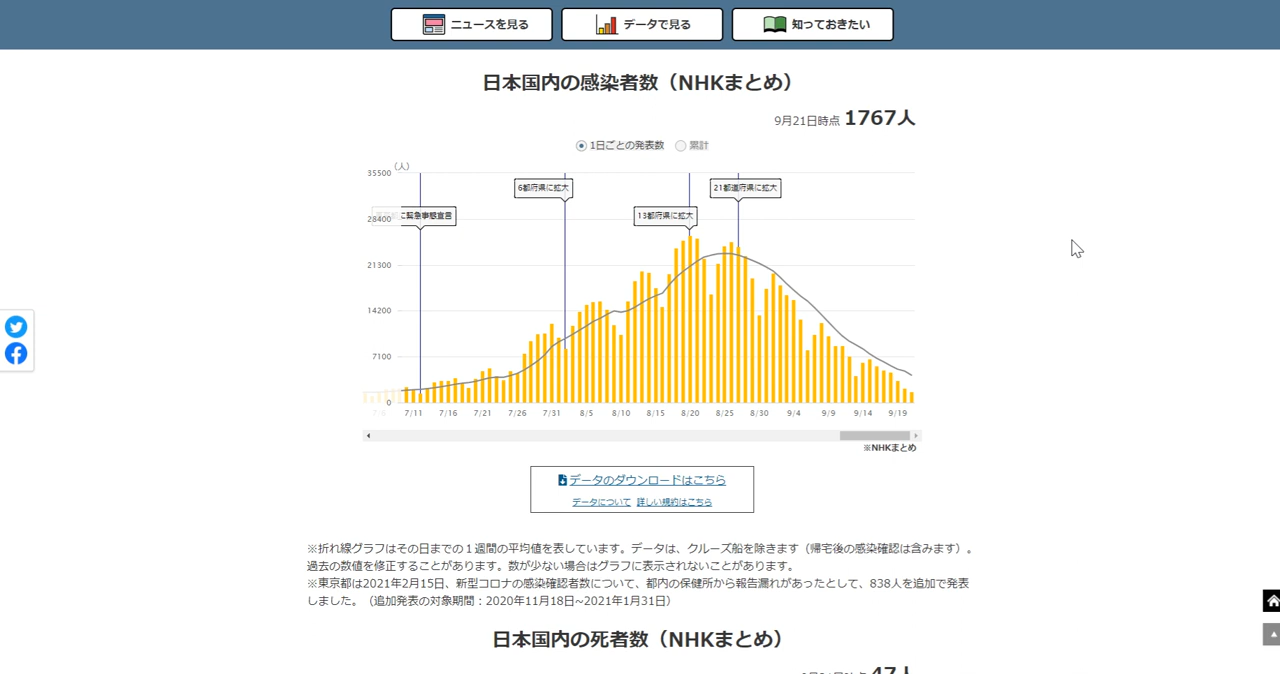 ニュースを見る
データで見る
知っておきたい
日本国内の感染者数（NHKまとめ）
9月21日時点 1767人
1日ごとの発表数
累計
（人）
35500
28400
21300
14200
7100
0
に緊急事態宣言
6都府県に拡大
13都府県に拡大
21都道府県に拡大
7/6 7/11 7/16 7/21 7/26 7/31 8/5 8/10 8/15 8/20 8/25 8/30 9/4 9/9 9/14 9/19
※NHKまとめ
データのダウンロードはこちら
データについて 詳しい規約はこちら
※折れ線グラフはその日までの１週間の平均値を表しています。データは、クルーズ船を除きます（帰宅後の感染確認は含みます）。
過去の数値を修正することがあります。数が少ない場合はグラフに表示されないことがあります。
※東京都は2021年2月15日、新型コロナの感染確認者数について、都内の保健所から報告漏れがあったとして、838人を追加で発表
しました。（追加発表の対象期間：2020年11月18日~2021年1月31日）
日本国内の死者数（NHKまとめ）
47人